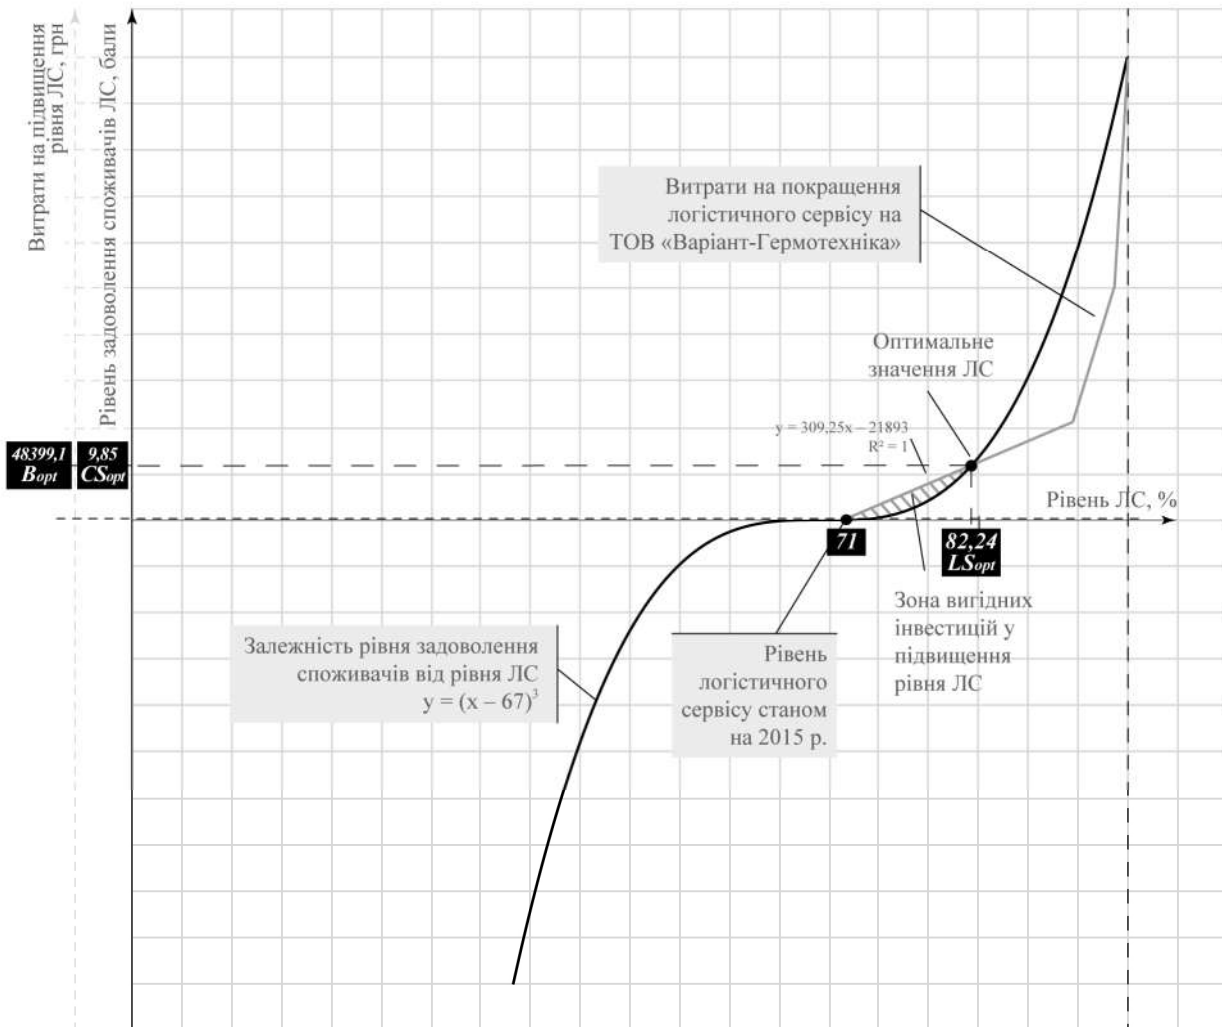 Витрати на підвищення
рівня ЛС, грн
Рівень задоволення споживачів ЛС, бали
Витрати на покращення
логістичного сервісу на
ТОВ «Варіант-Гермотехніка»
Оптимальне
значення ЛС
y = 309,25x – 21893
R² = 1
48399,1
Bopt
9,85
CSopt
Рівень ЛС, %
71
82,24
LSopt
Зона вигідних
інвестицій у
підвищення
рівня ЛС
Залежність рівня задоволення
споживачів від рівня ЛС
y = (x – 67)³
Рівень
логістичного
сервісу станом
на 2015 р.